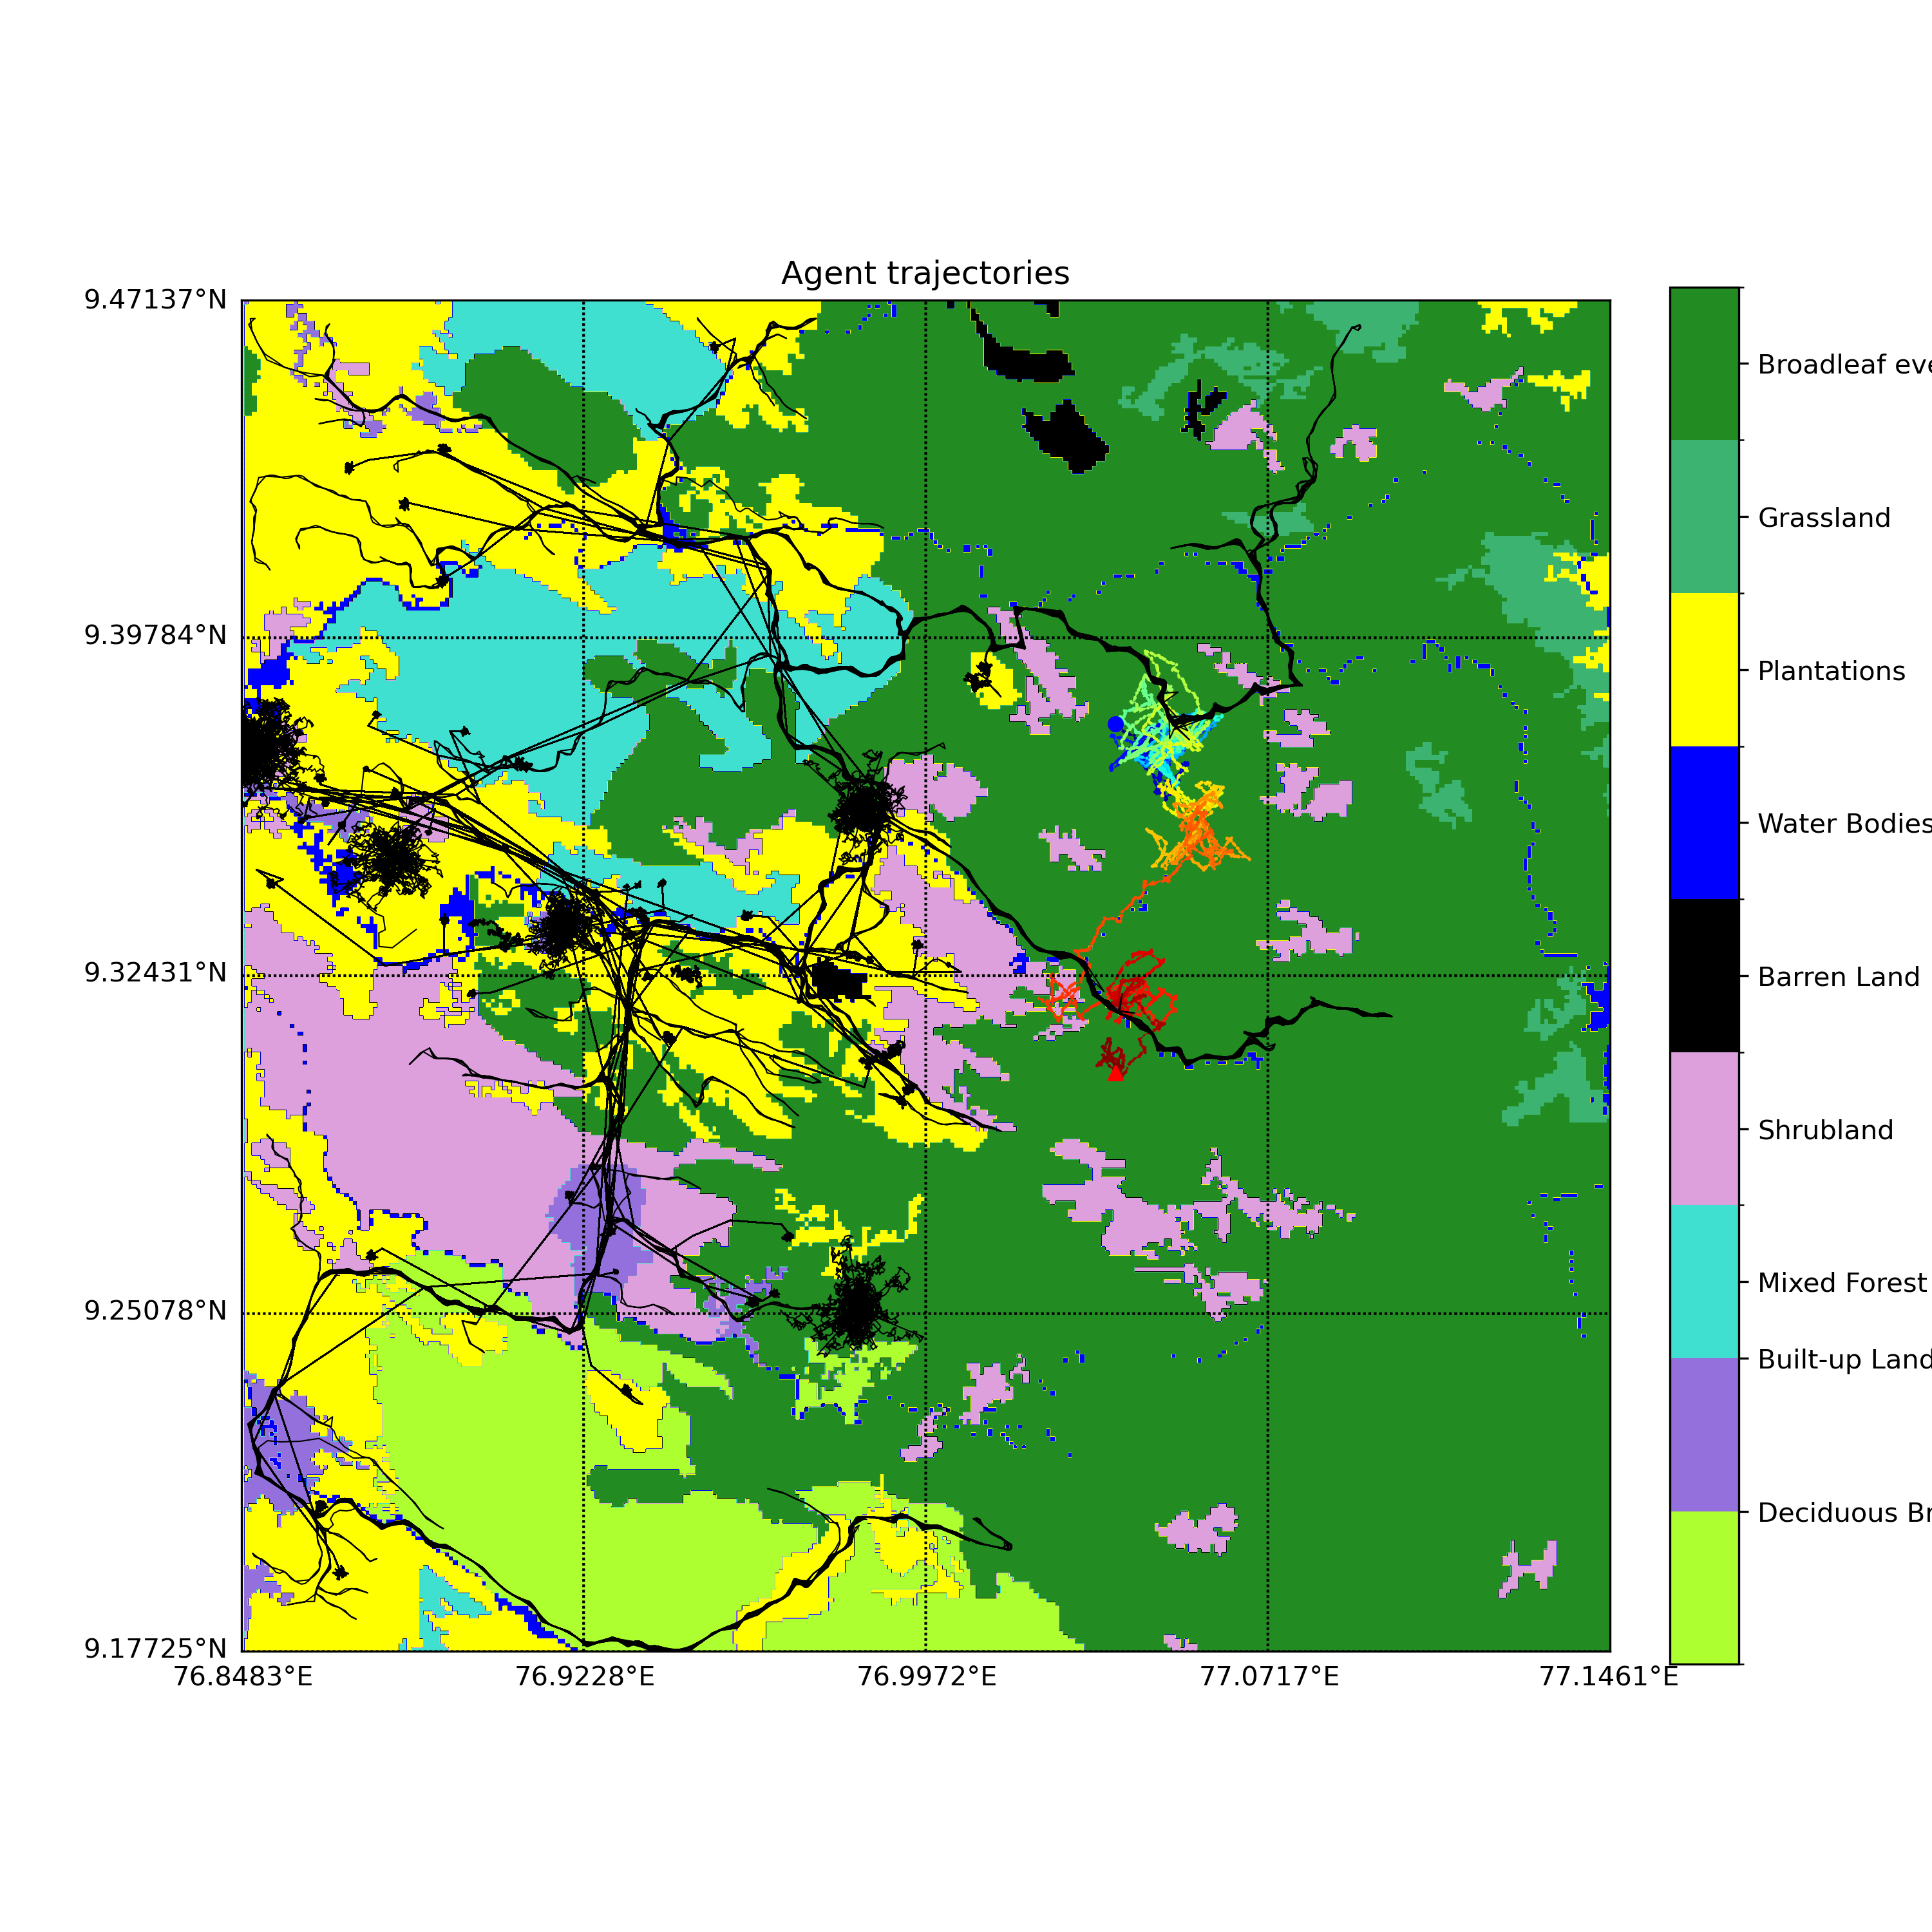 Agent trajectories
9.47137°N
9.39784°N
9.32431°N
9.25078°N
9.17725°N
76.8483°E
76.9228°E
76.9972°E
77.0717°E
77.1461°E
Broadleaf eve
Grassland
Plantations
Water Bodies
Barren Land
Shrubland
Mixed Forest
Built-up Land
Deciduous Br